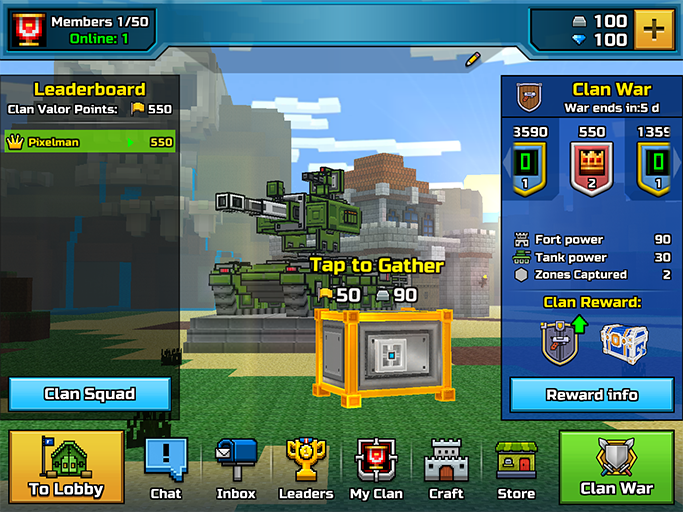 Members 1/50
Online: 1
100
100
Leaderboard
Clan Valor Points: 550
Pixelman 550
Clan Squad
Tap to Gather
50 90
Clan War
War ends in:5 d
3590 550 1359
0 0
1 2 1
Fort power 90
Tank power 30
Zones Captured 2
Clan Reward:
Reward info
To Lobby
Chat
Inbox
Leaders
My Clan
Craft
Store
Clan War